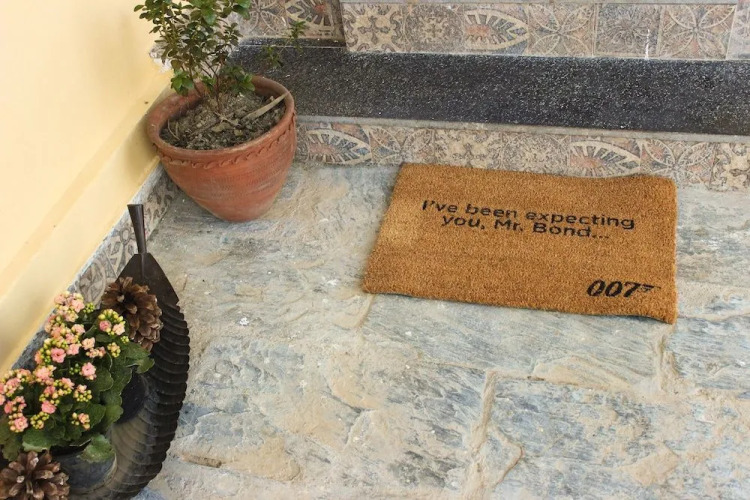 I've been expecting
you, Mr. Bond...
007